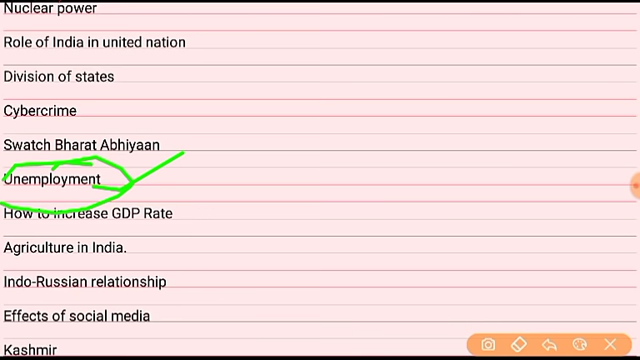 Nuclear power
Role of India in united nation
Division of states
Cybercrime
Swatch Bharat Abhiyaan
Unemployment
How to increase GDP Rate
Agriculture in India.
Indo-Russian relationship
Effects of social media
Kashmir